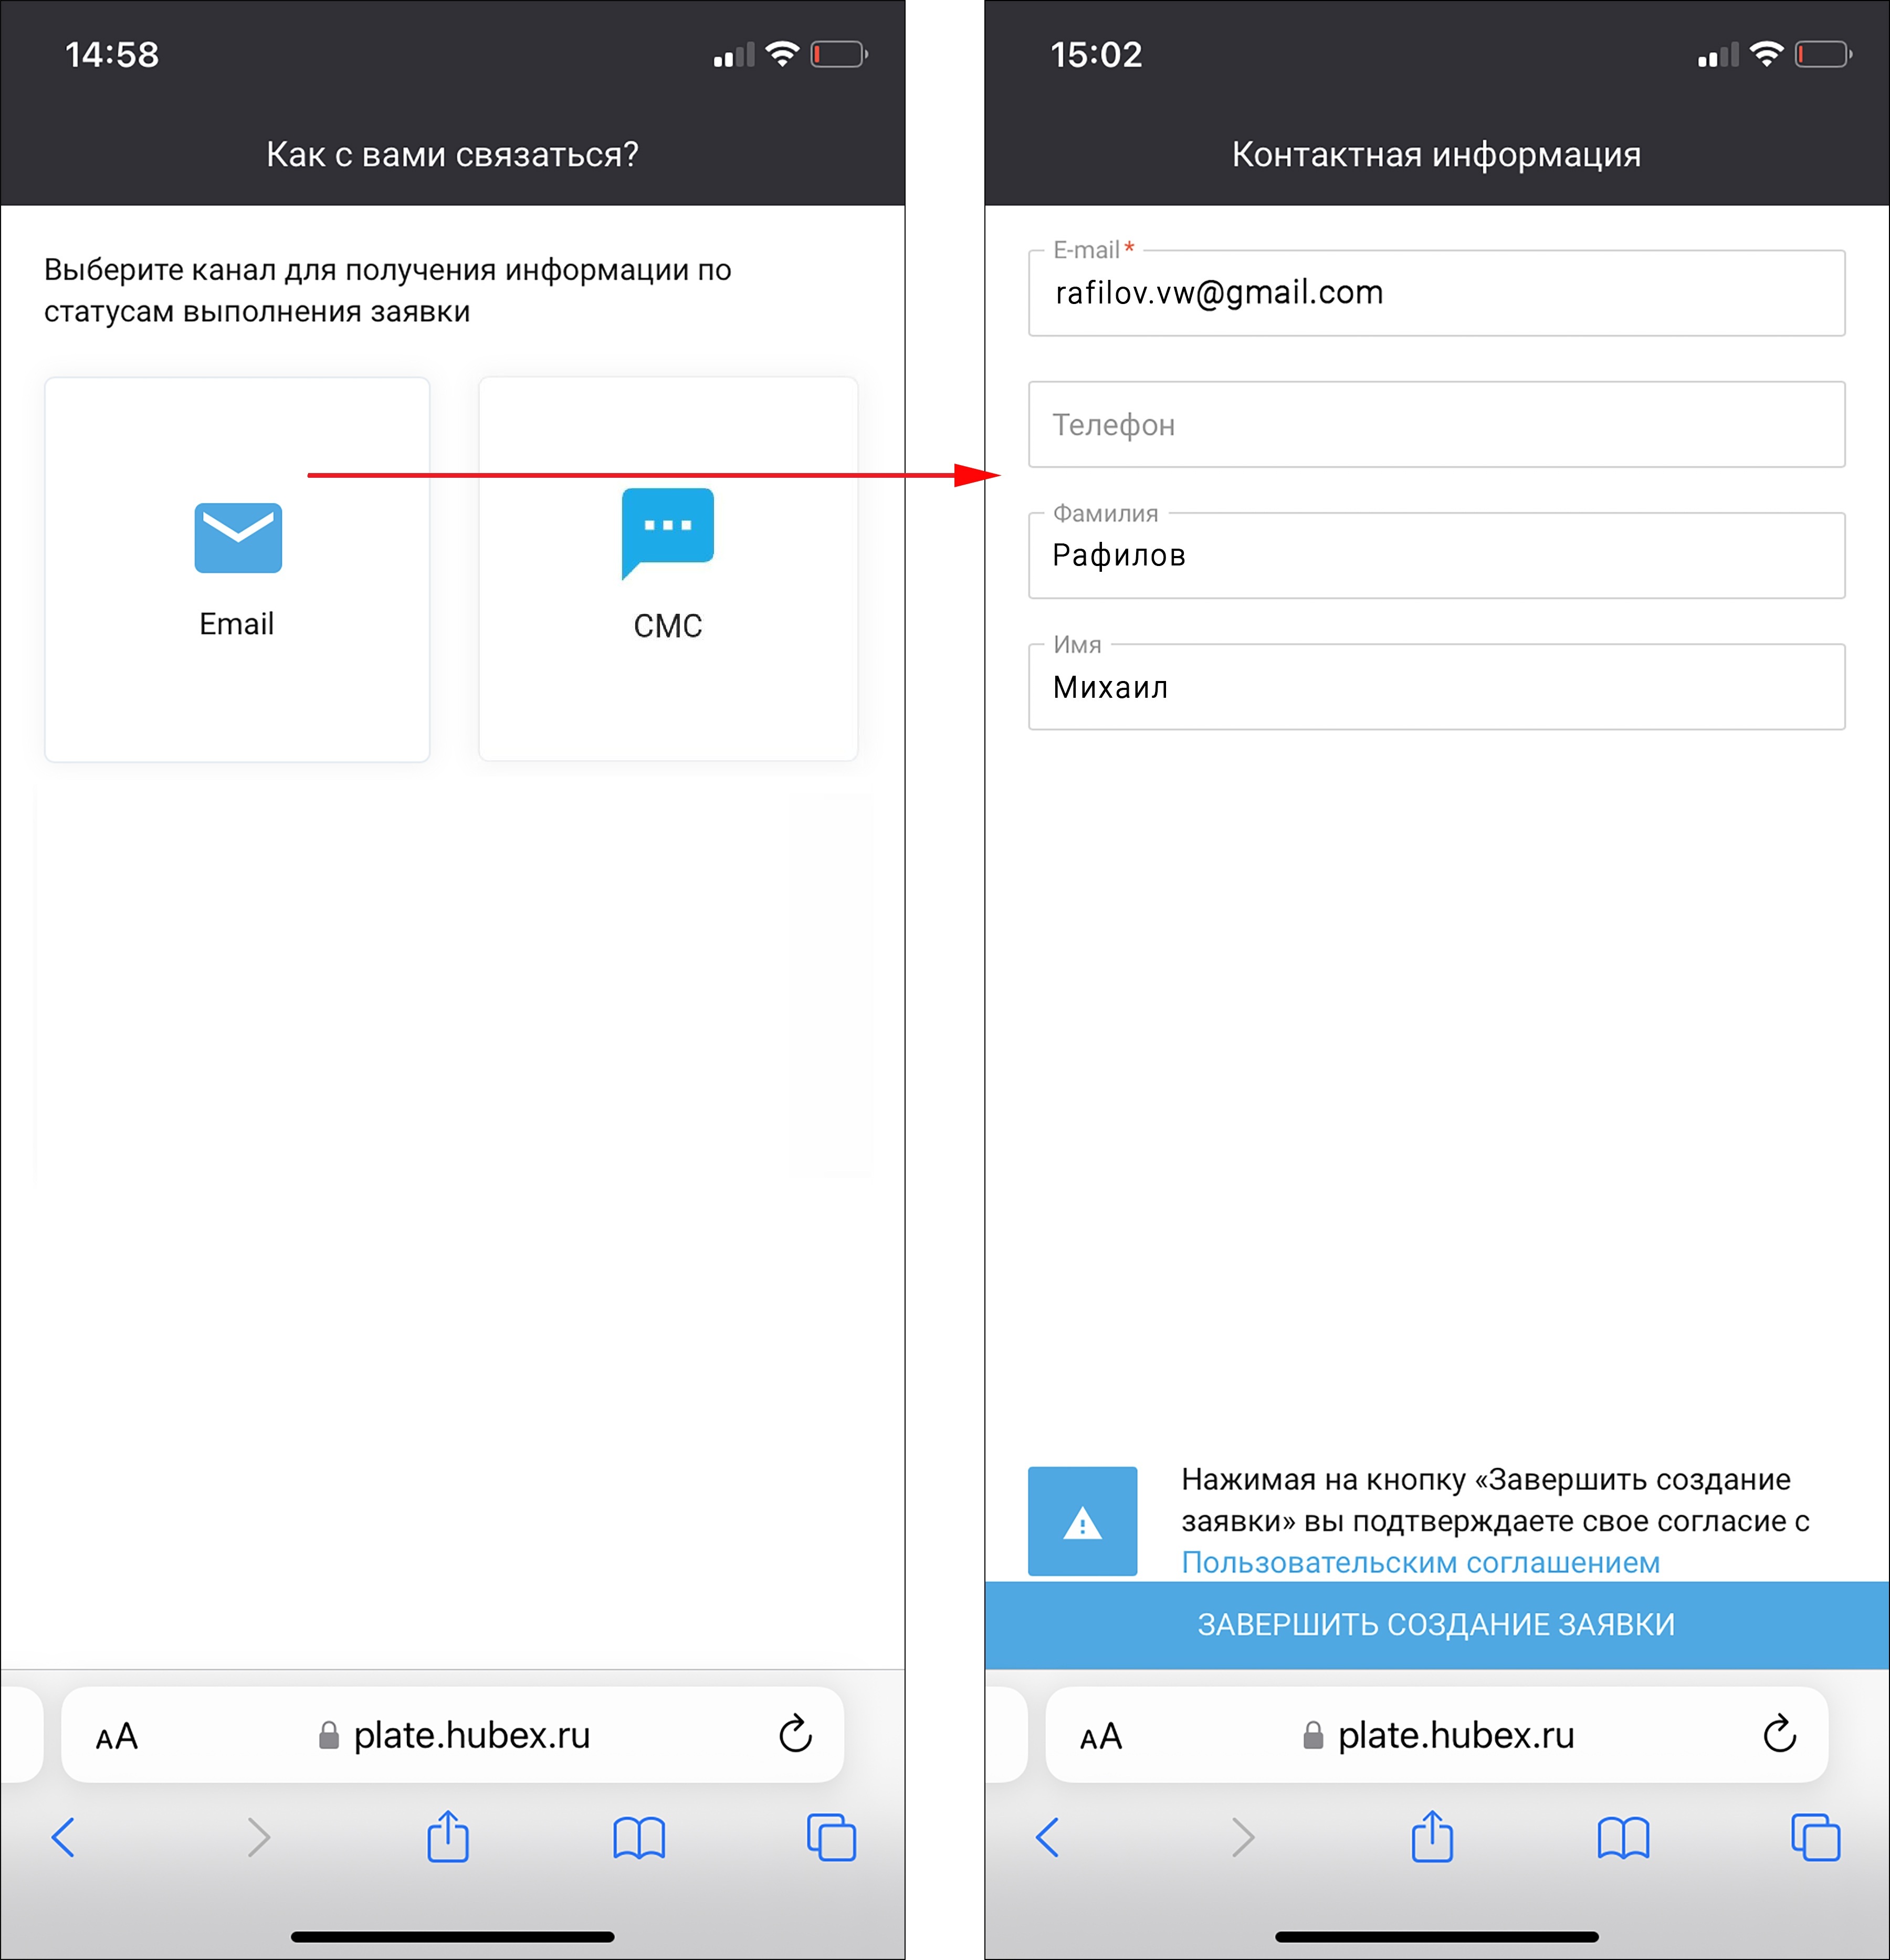 14:58
Как с вами связаться?
Выберите канал для получения информации по
статусам выполнения заявки
Email
СМС
AA plate.hubex.ru
15:02
Контактная информация
E-mail *
rafilov.vw@gmail.com
Телефон
Фамилия
Рафилов
Имя
Михаил
Нажимая на кнопку «Завершить создание
заявки» вы подтверждаете свое согласие с
Пользовательским соглашением
ЗАВЕРШИТЬ СОЗДАНИЕ ЗАЯВКИ
AA plate.hubex.ru